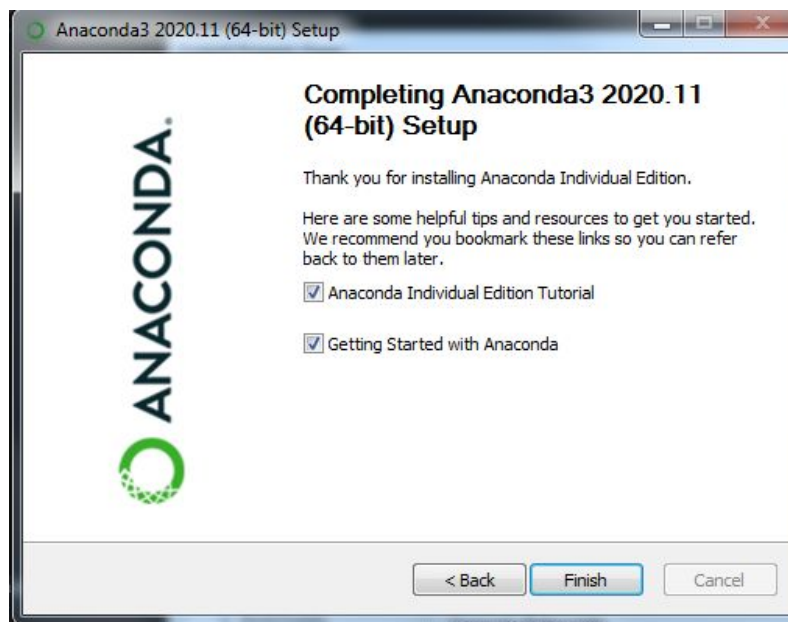 Anaconda3 2020.11 (64-bit) Setup
Completing Anaconda3 2020.11
(64-bit) Setup
Thank you for installing Anaconda Individual Edition.
Here are some helpful tips and resources to get you started.
We recommend you bookmark these links so you can refer
back to them later.
Anaconda Individual Edition Tutorial
Getting Started with Anaconda
ANACONDA.
< Back Finish Cancel